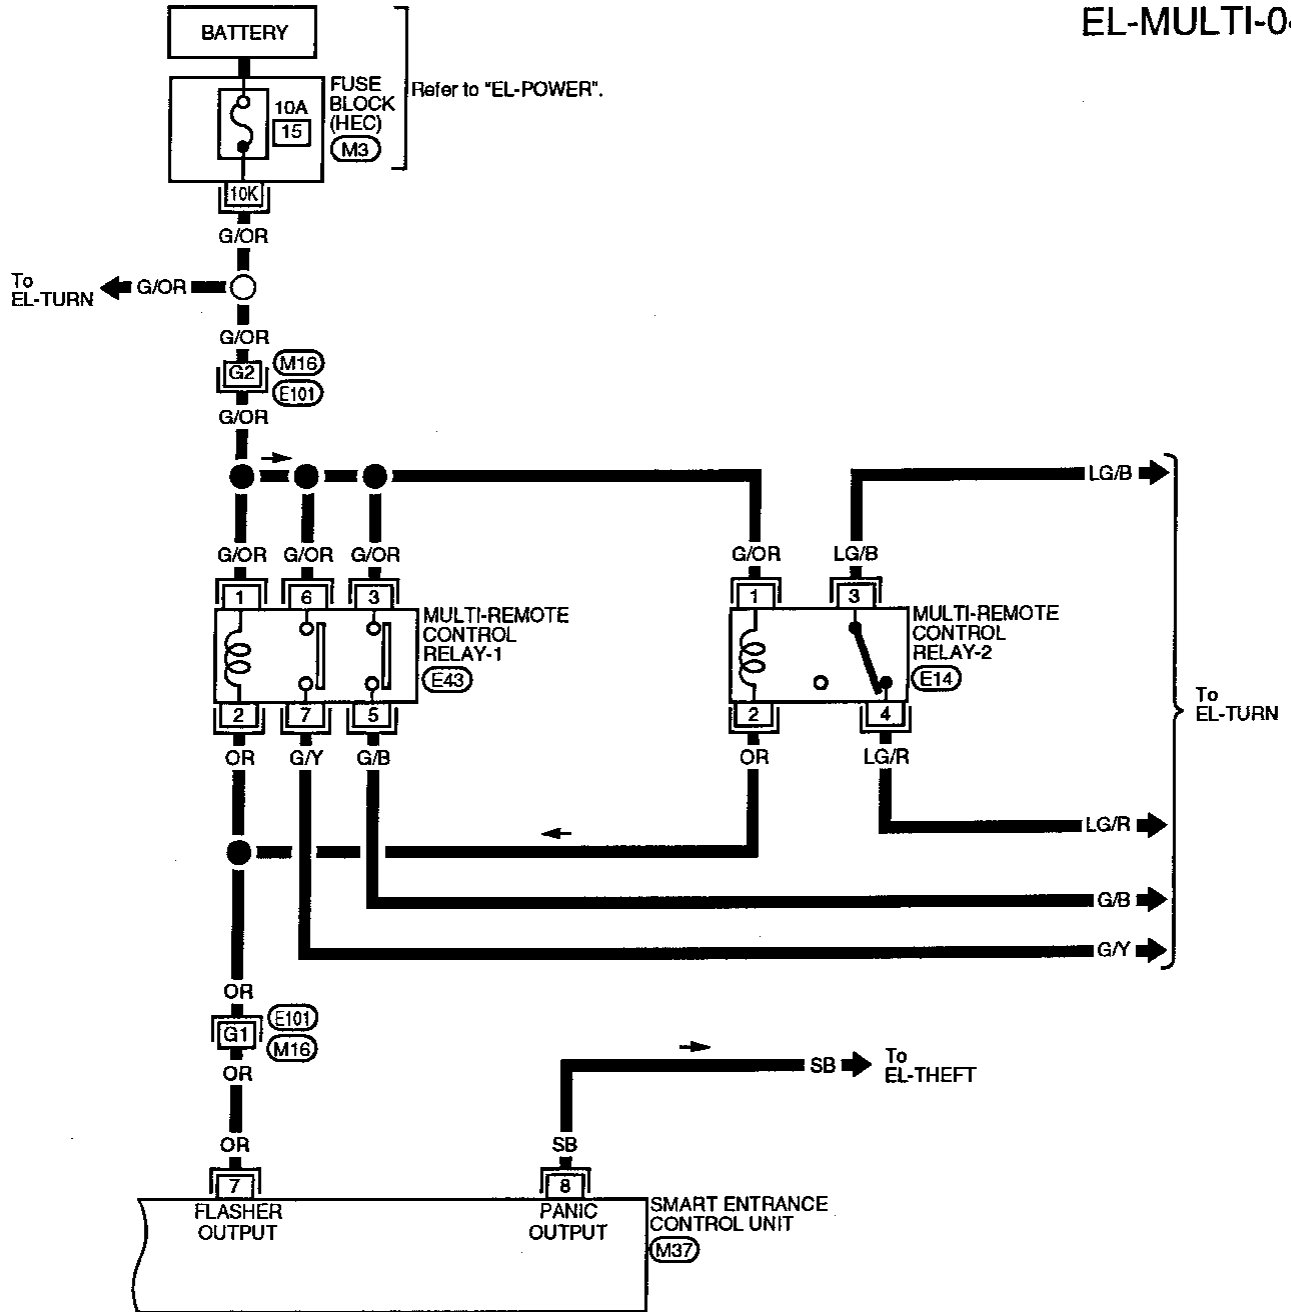 EL-MULTI-0
BATTERY
FUSE
BLOCK
(HEC)
M3
10A
15
Refer to "EL-POWER".
10K
G/OR
To
EL-TURN
G/OR
G/OR
G2
M16
E101
G/OR
LG/B
G/OR
G/OR
G/OR
G/OR
LG/B
1
6
3
1
3
MULTI-REMOTE
CONTROL
RELAY-1
E43
MULTI-REMOTE
CONTROL
RELAY-2
E14
2
7
5
2
4
To
EL-TURN
OR
G/Y
G/B
OR
LG/R
LG/R
G/B
G/Y
OR
G1
E101
M16
OR
SB
To
EL-THEFT
OR
SB
7
8
FLASHER
OUTPUT
PANIC
OUTPUT
SMART ENTRANCE
CONTROL UNIT
M37